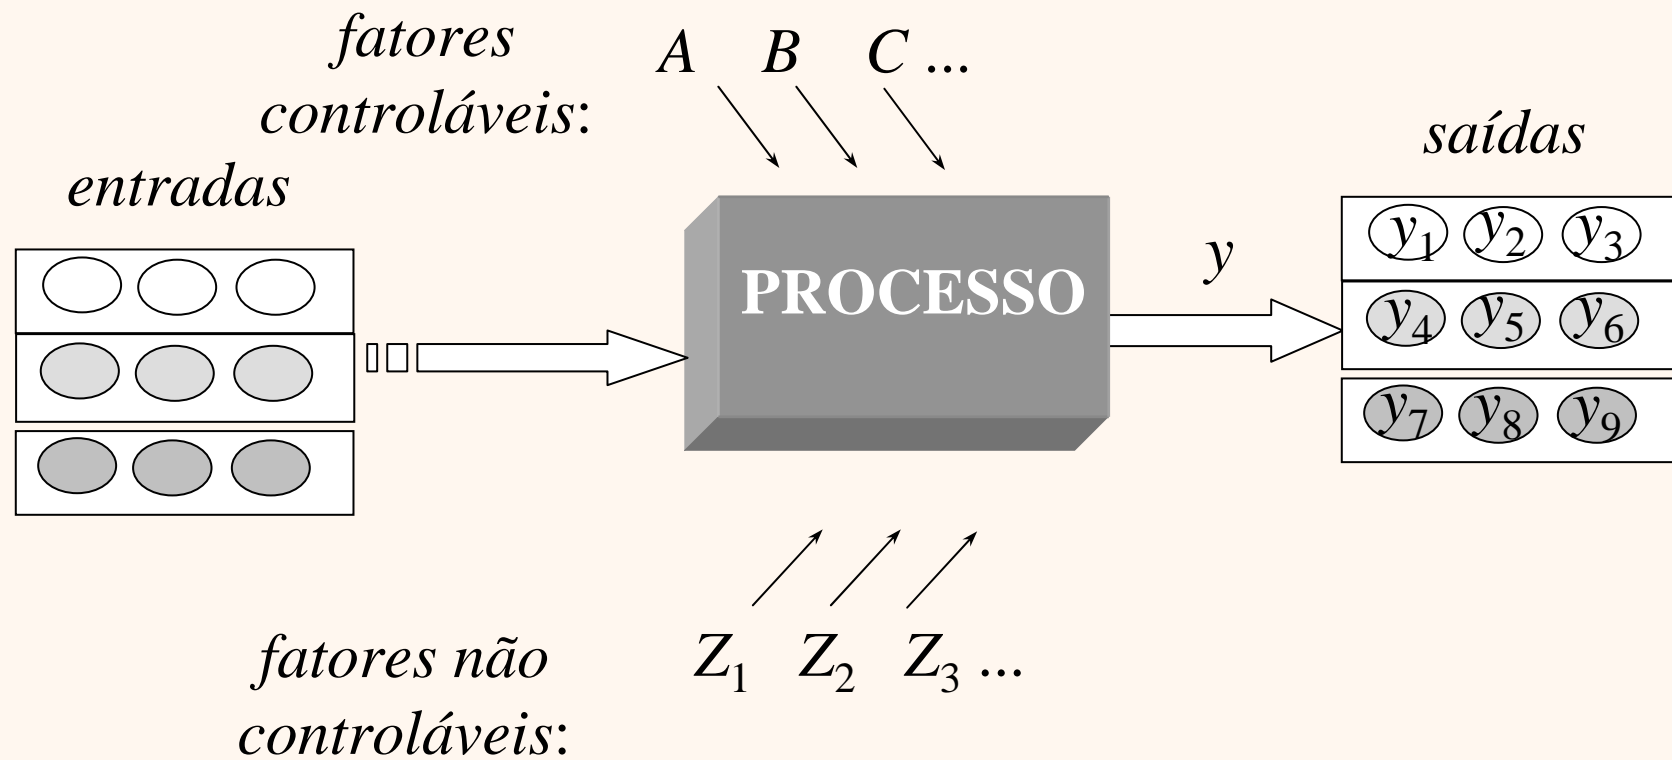 fatores
controláveis:
A B C ...
entradas
saídas
PROCESSO
y
y1 y2 y3
y4 y5 y6
y7 y8 y9
fatores não
controláveis:
Z1 Z2 Z3 ...